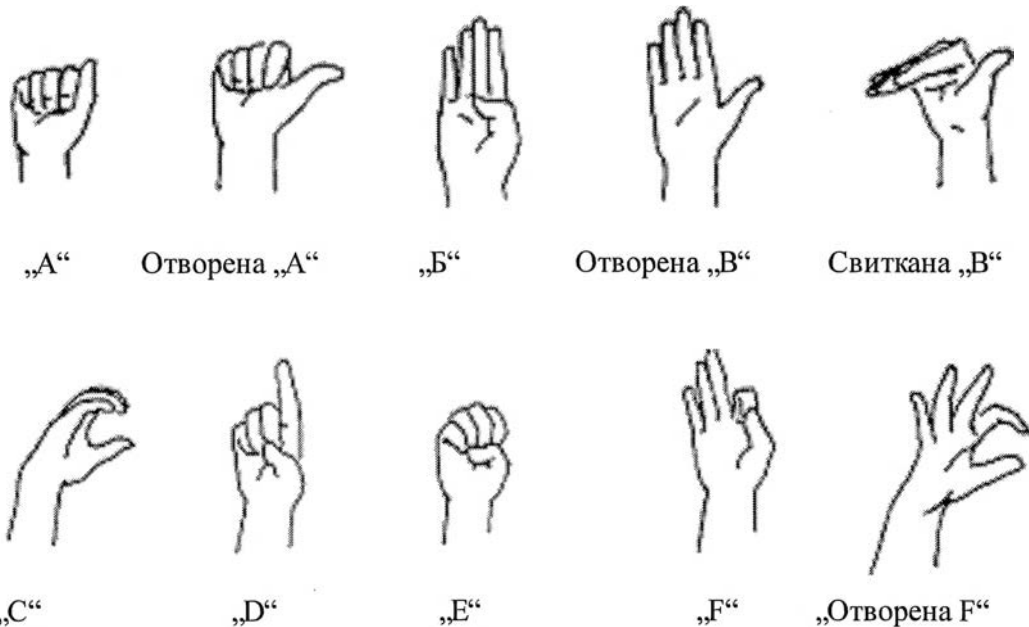 „А“ Отворена „А“ „Б“ Отворена „В“ Свиткана „В“
„C“ „D“ „E“ „F“ „Отворена F“